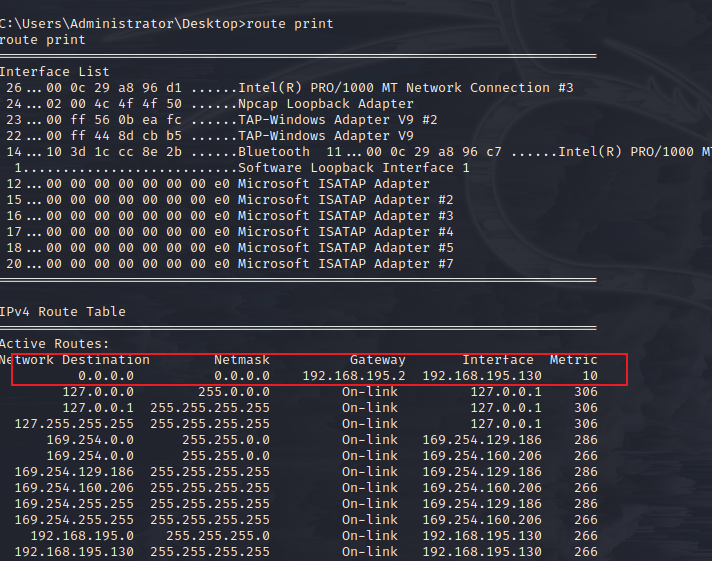 C:\Users\Administrator\Desktop>route print
route print
===========================================================================
Interface List
26...00 0c 29 a8 96 d1 ......Intel(R) PRO/1000 MT Network Connection #3
24...02 00 4c 4f 4f 50 ......Npcap Loopback Adapter
23...00 ff 56 0b ea fc ......TAP-Windows Adapter V9 #2
22...00 ff 44 8d cb b5 ......TAP-Windows Adapter V9
14...10 3d 1c cc 8e 2b ......Bluetooth  11...00 0c 29 a8 96 c7 ......Intel(R) PRO/1000 MT
1...........................Software Loopback Interface 1
12...00 00 00 00 00 00 00 e0 Microsoft ISATAP Adapter
15...00 00 00 00 00 00 00 e0 Microsoft ISATAP Adapter #2
16...00 00 00 00 00 00 00 e0 Microsoft ISATAP Adapter #3
17...00 00 00 00 00 00 00 e0 Microsoft ISATAP Adapter #4
18...00 00 00 00 00 00 00 e0 Microsoft ISATAP Adapter #5
20...00 00 00 00 00 00 00 e0 Microsoft ISATAP Adapter #7
===========================================================================
IPv4 Route Table
===========================================================================
Active Routes:
Network Destination        Netmask          Gateway       Interface  Metric
0.0.0.0          0.0.0.0    192.168.195.2  192.168.195.130     10
127.0.0.0        255.0.0.0         On-link         127.0.0.1    306
127.0.0.1  255.255.255.255         On-link         127.0.0.1    306
127.255.255.255  255.255.255.255         On-link         127.0.0.1    306
169.254.0.0      255.255.0.0         On-link   169.254.129.186    286
169.254.0.0      255.255.0.0         On-link   169.254.160.206    266
169.254.129.186  255.255.255.255         On-link   169.254.129.186    286
169.254.160.206  255.255.255.255         On-link   169.254.160.206    266
169.254.255.255  255.255.255.255         On-link   169.254.129.186    286
169.254.255.255  255.255.255.255         On-link   169.254.160.206    266
192.168.195.0    255.255.255.0         On-link   192.168.195.130    266
192.168.195.130  255.255.255.255         On-link   192.168.195.130    266